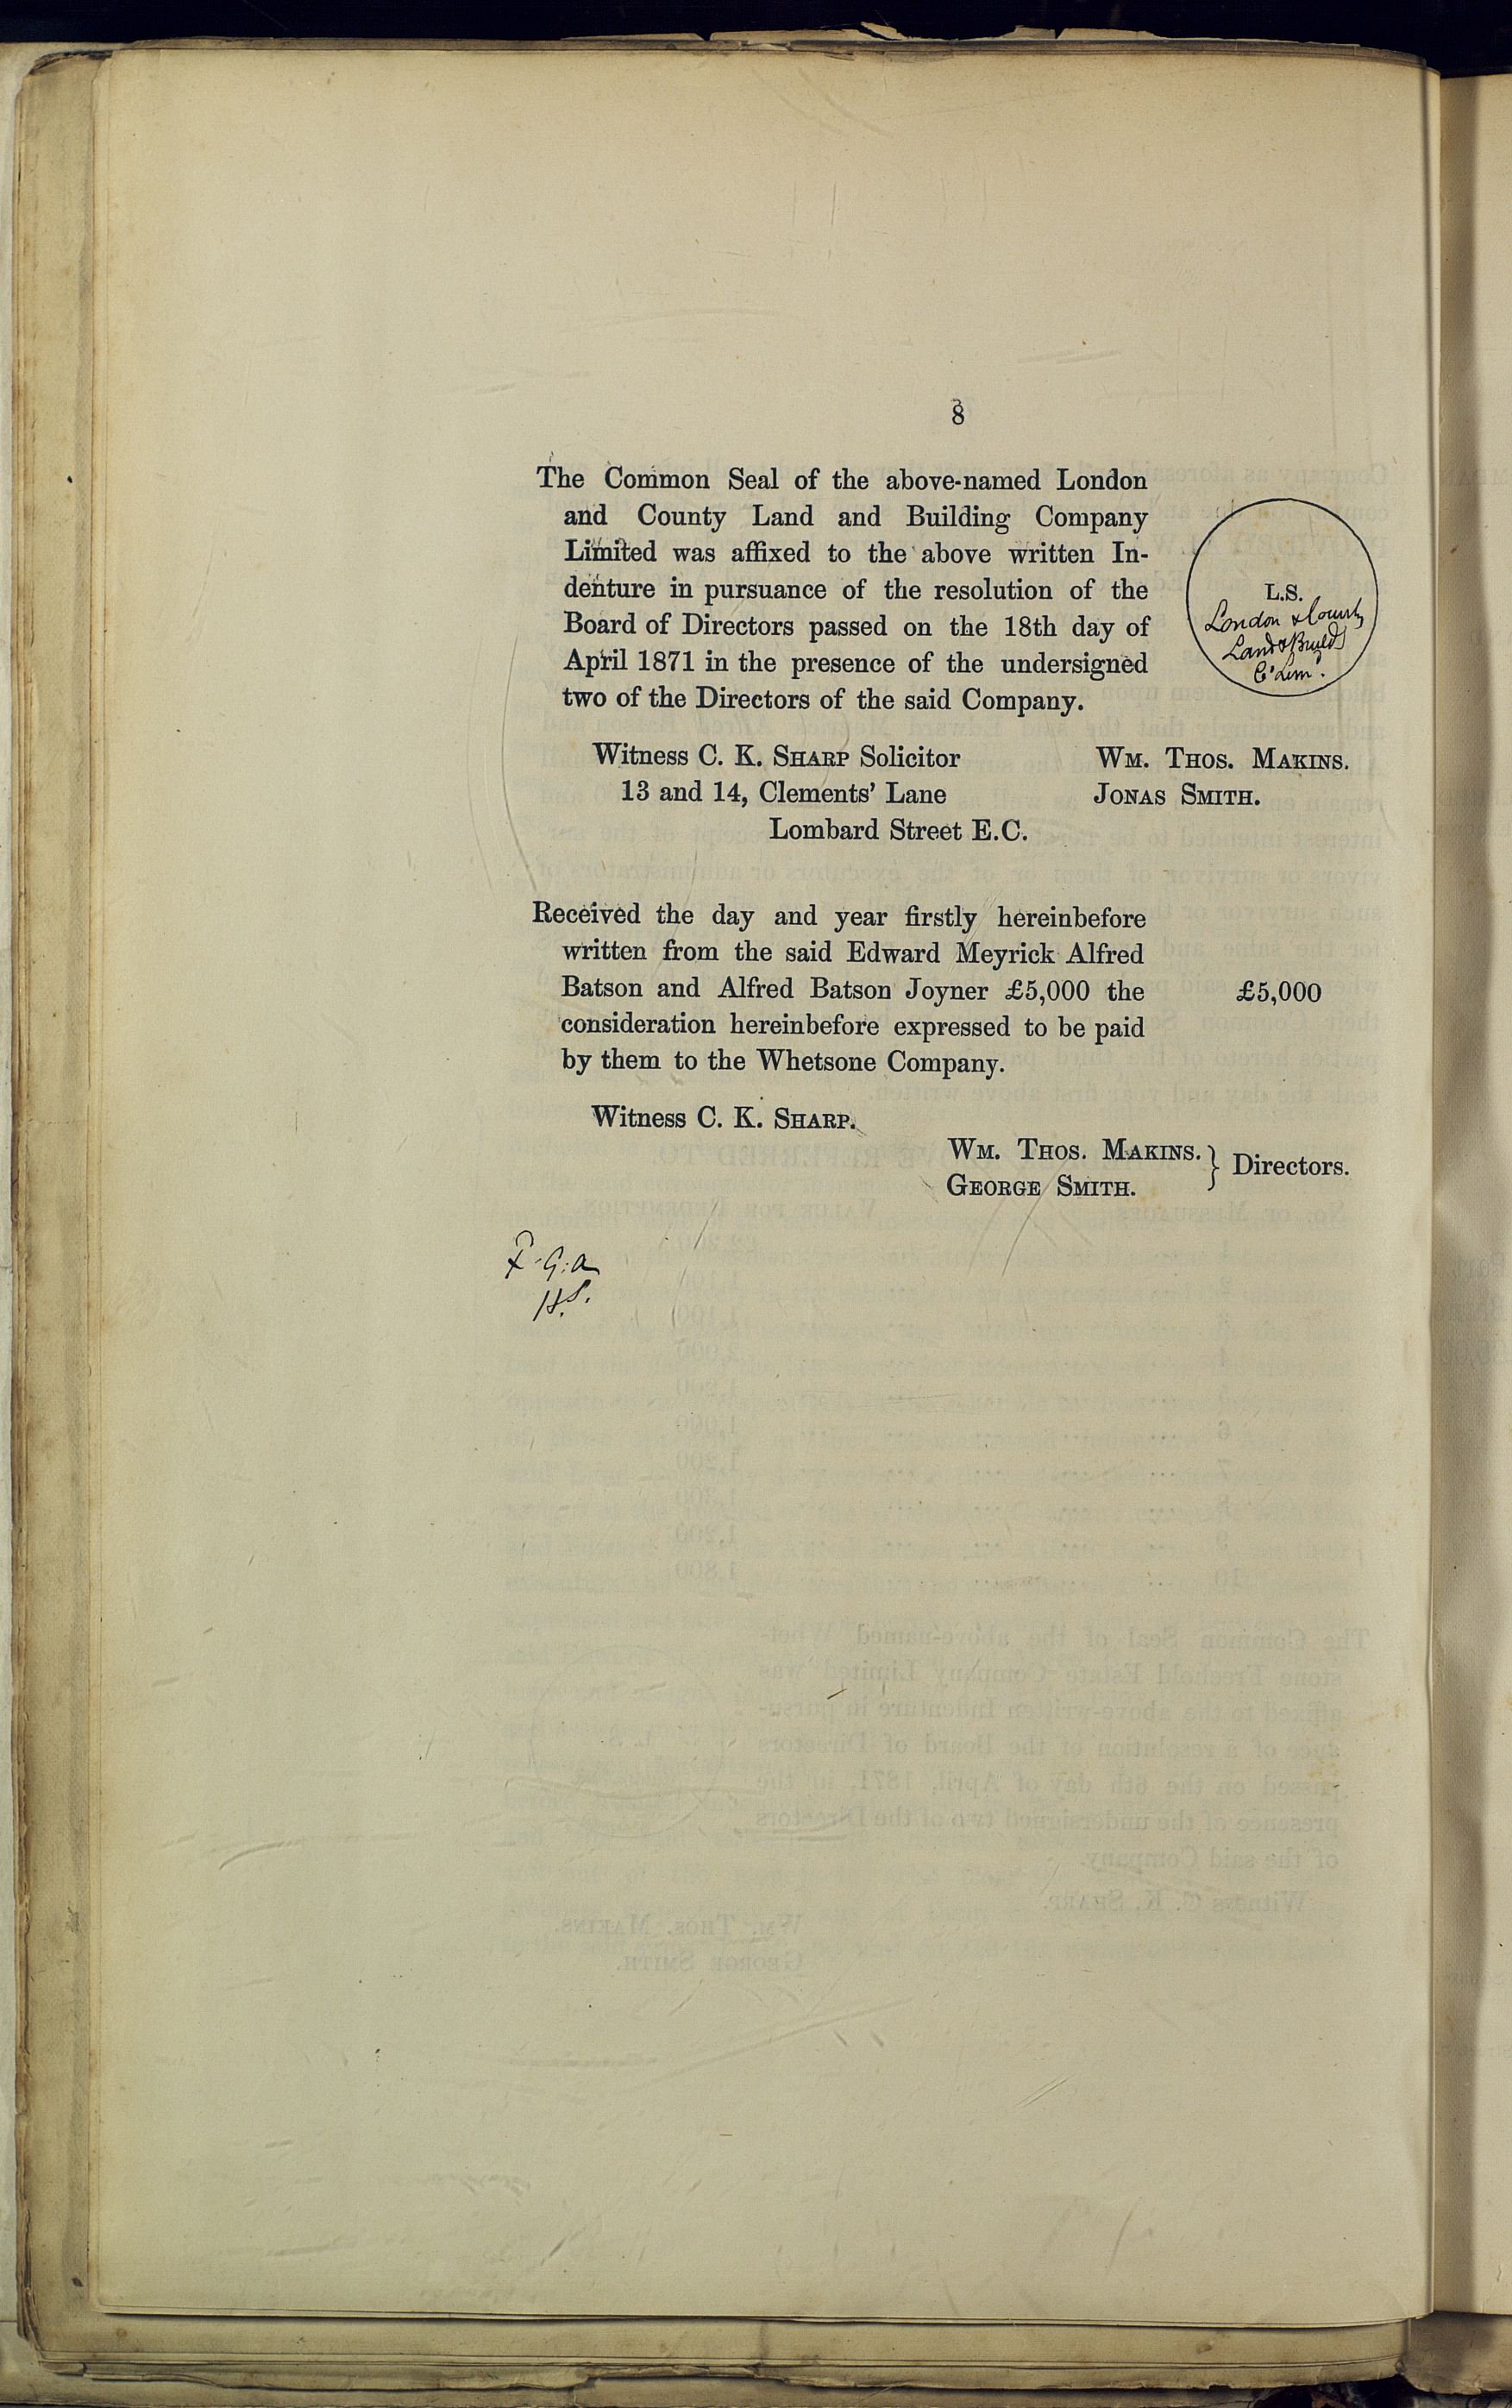 8
The Common Seal of the above-named London
and County Land and Building Company
Limited was affixed to the above written In-
denture in pursuance of the resolution of the
Board of Directors passed on the 18th day of
April 1871 in the presence of the undersigned
two of the Directors of the said Company.
L.S.
London & County
Land & Build
Co Lim.
Witness C. K. SHARP Solicitor
13 and 14, Clements' Lane
Lombard Street E.C.
WM. THOS. MAKINS.
JONAS SMITH.
Received the day and year firstly hereinbefore
written from the said Edward Meyrick Alfred
Batson and Alfred Batson Joyner £5,000 the
consideration hereinbefore expressed to be paid
by them to the Whetsone Company.
£5,000
Witness C. K. SHARP.
WM. THOS. MAKINS.
GEORGE SMITH.
} Directors.
H.S.